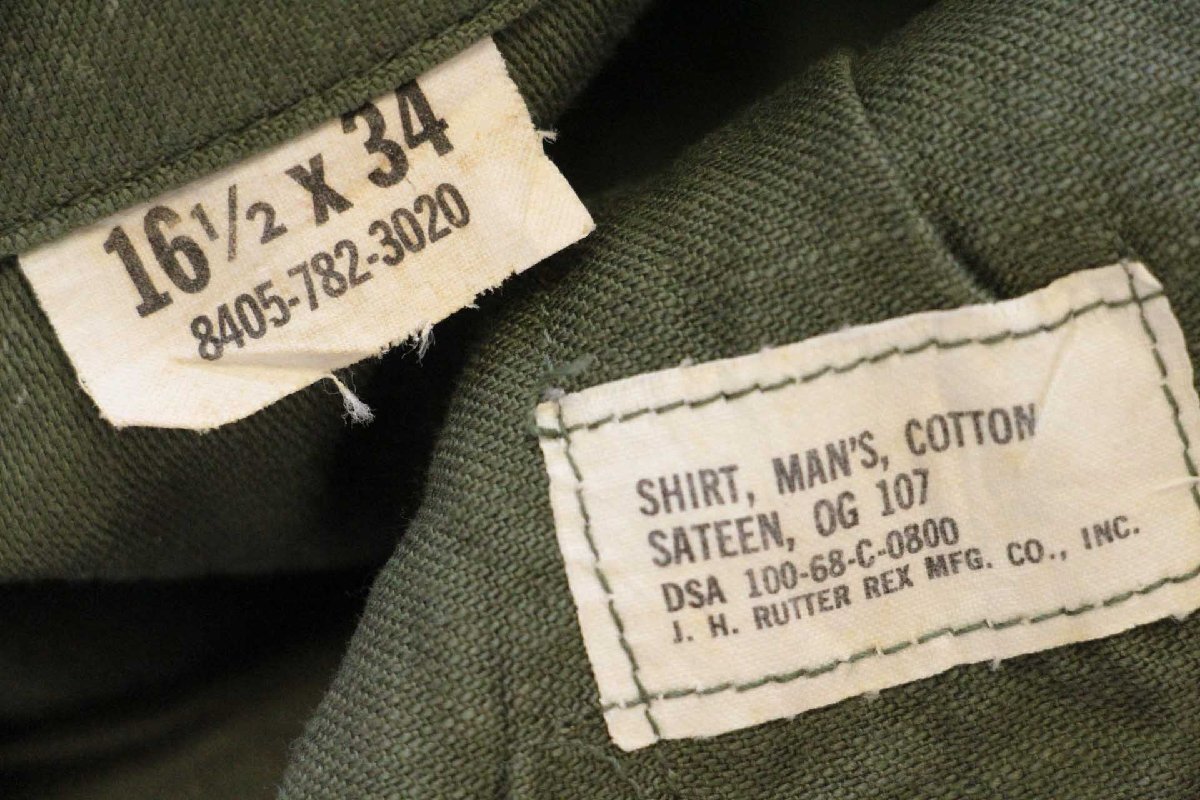 16 1/2 X 34
8405-782-3020
SHIRT, MAN'S, COTTON
SATEEN, OG 107
DSA 100-68-C-0800
J. H. RUTTER REX MFG. CO., INC.